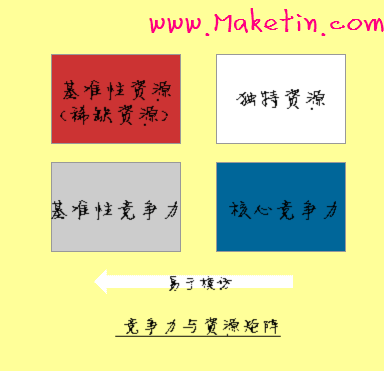 www.Maketin.com
基准性资源
(稀缺资源)
独特资源
基准性竞争力
核心竞争力
易于模仿
竞争力与资源矩阵